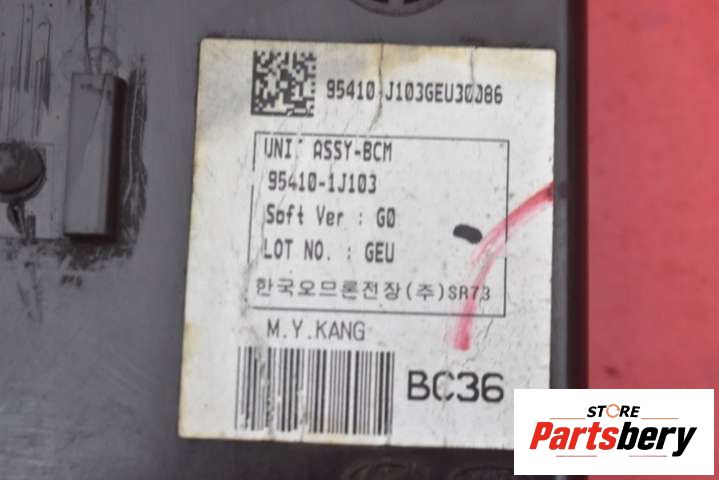 95410 J103GEU30086
UNIT ASSY-BCM
95410-1J103
Soft Ver : G0
LOT NO. : GEU
한국오므론전장(주)SR73
M.Y.KANG
BC36
STORE
Partsbery